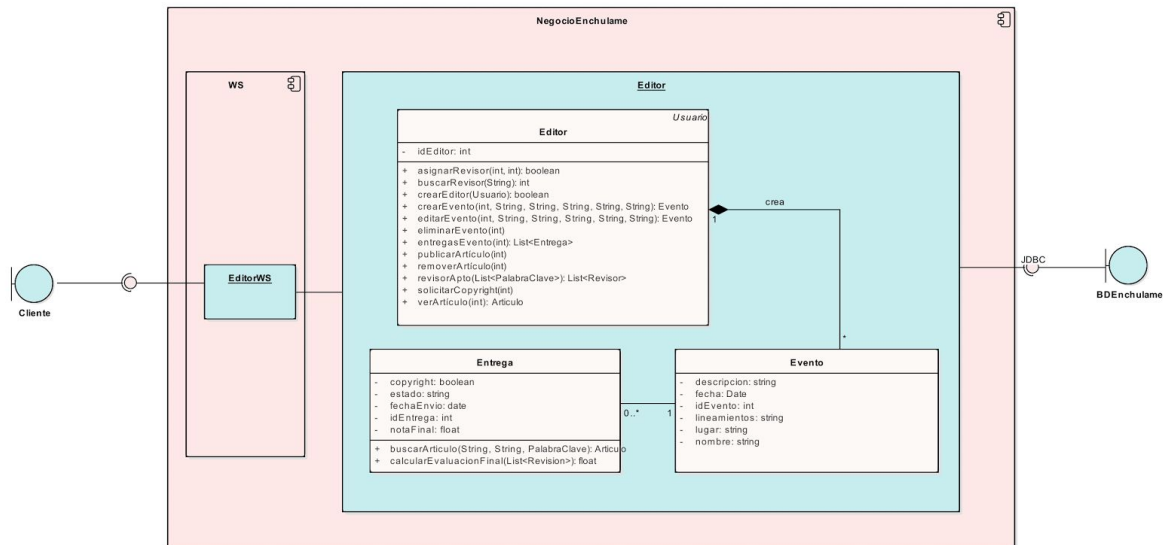 NegocioEnchulame
WS
Editor
Usuario
Editor
- idEditor: int
+ asignarRevisor(int, int): boolean
+ buscarRevisor(String): int
+ crearEditor(Usuario): boolean
+ crearEvento(int, String, String, String, String, String): Evento
+ editarEvento(int, String, String, String, String, String): Evento
+ eliminarEvento(int)
+ entregasEvento(int): List<Entrega>
+ publicarArtículo(int)
+ removerArtículo(int)
+ revisorApto(List<PalabraClave>): List<Revisor>
+ solicitarCopyright(int)
+ verArtículo(int): Articulo
crea
1
*
EditorWS
Cliente
JDBC
BDEnchulame
Entrega
- copyright: boolean
- estado: string
- fechaEnvio: date
- idEntrega: int
- notaFinal: float
+ buscarArticulo(String, String, PalabraClave): Articulo
+ calcularEvaluacionFinal(List<Revision>): float
0..*
1
Evento
- descripcion: string
- fecha: Date
- idEvento: int
- lineamientos: string
- lugar: string
- nombre: string